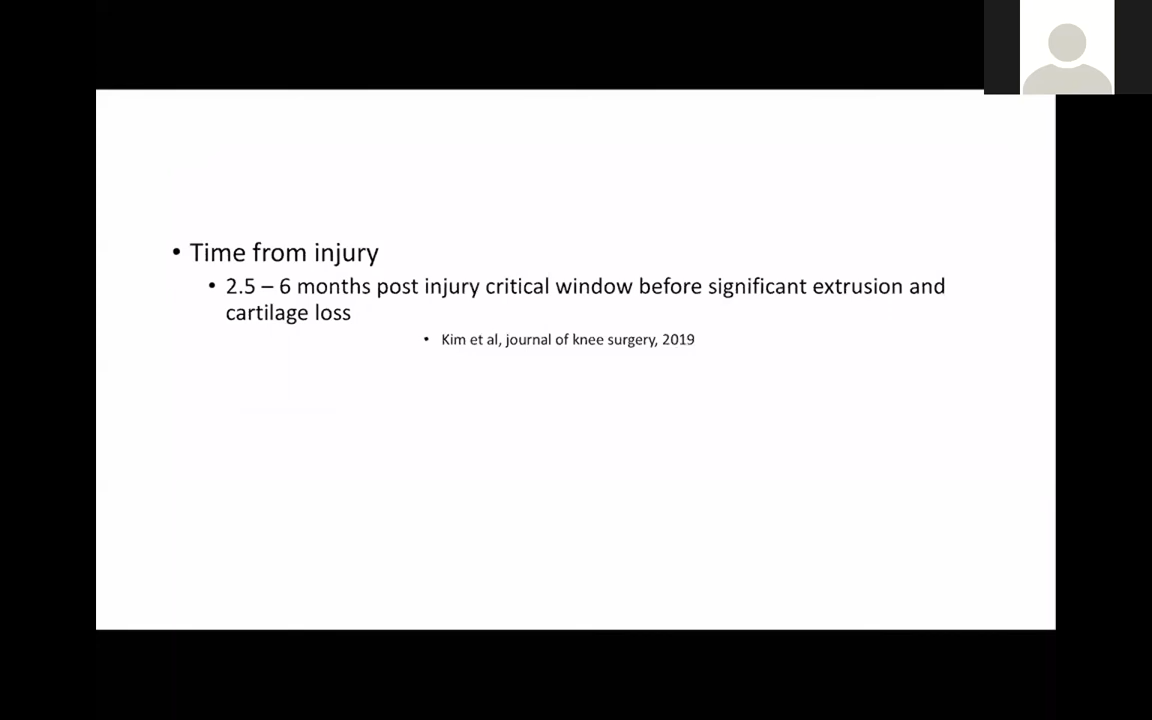 • Time from injury
• 2.5 – 6 months post injury critical window before significant extrusion and
cartilage loss
• Kim et al, journal of knee surgery, 2019